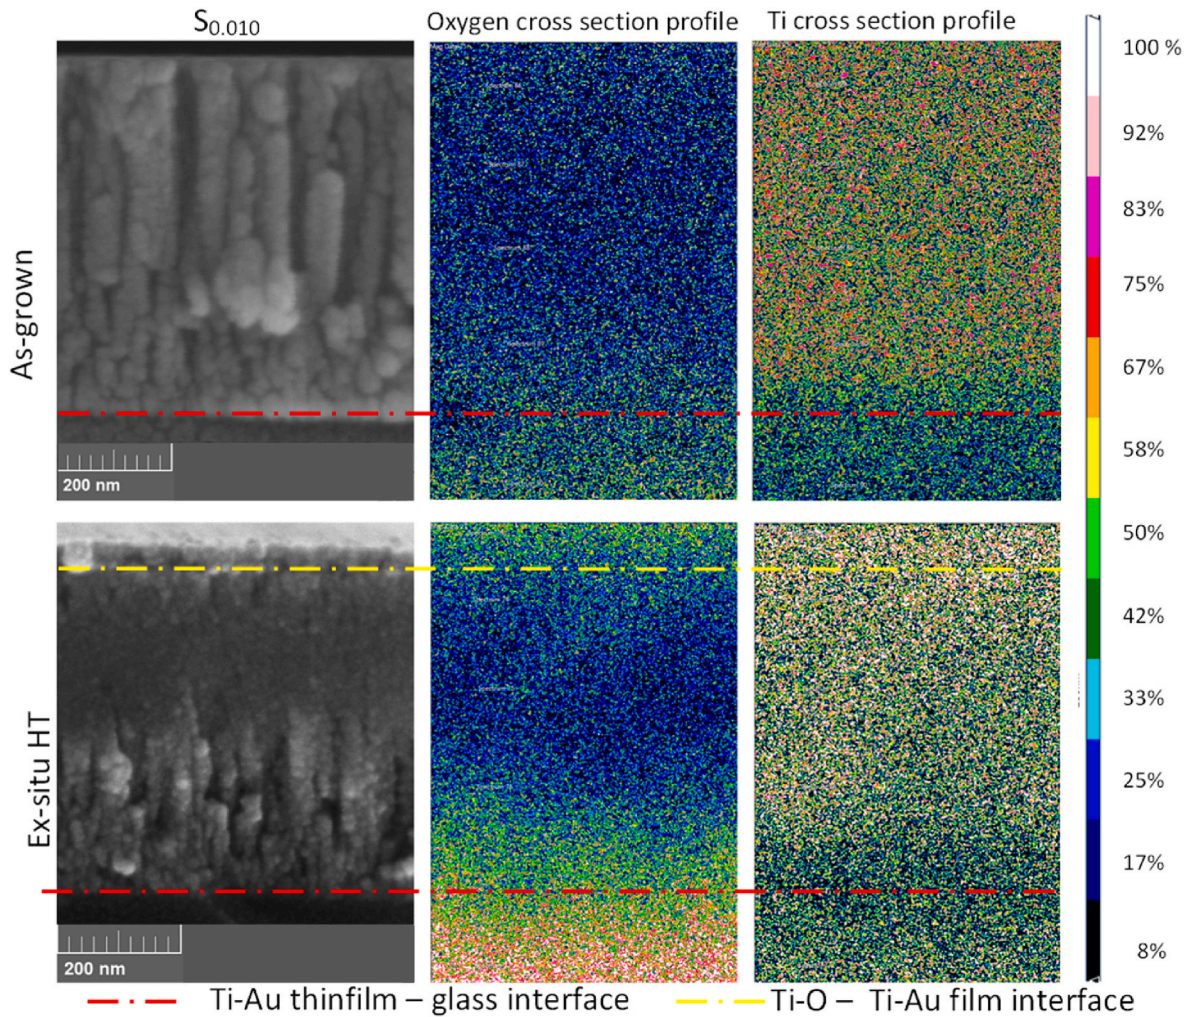 S0.010
Oxygen cross section profile
Ti cross section profile
100 %
92%
83%
75%
67%
58%
50%
42%
33%
25%
17%
8%
As-grown
200 nm
Ex-situ HT
200 nm
Ti-Au thinfilm – glass interface
Ti-O – Ti-Au film interface